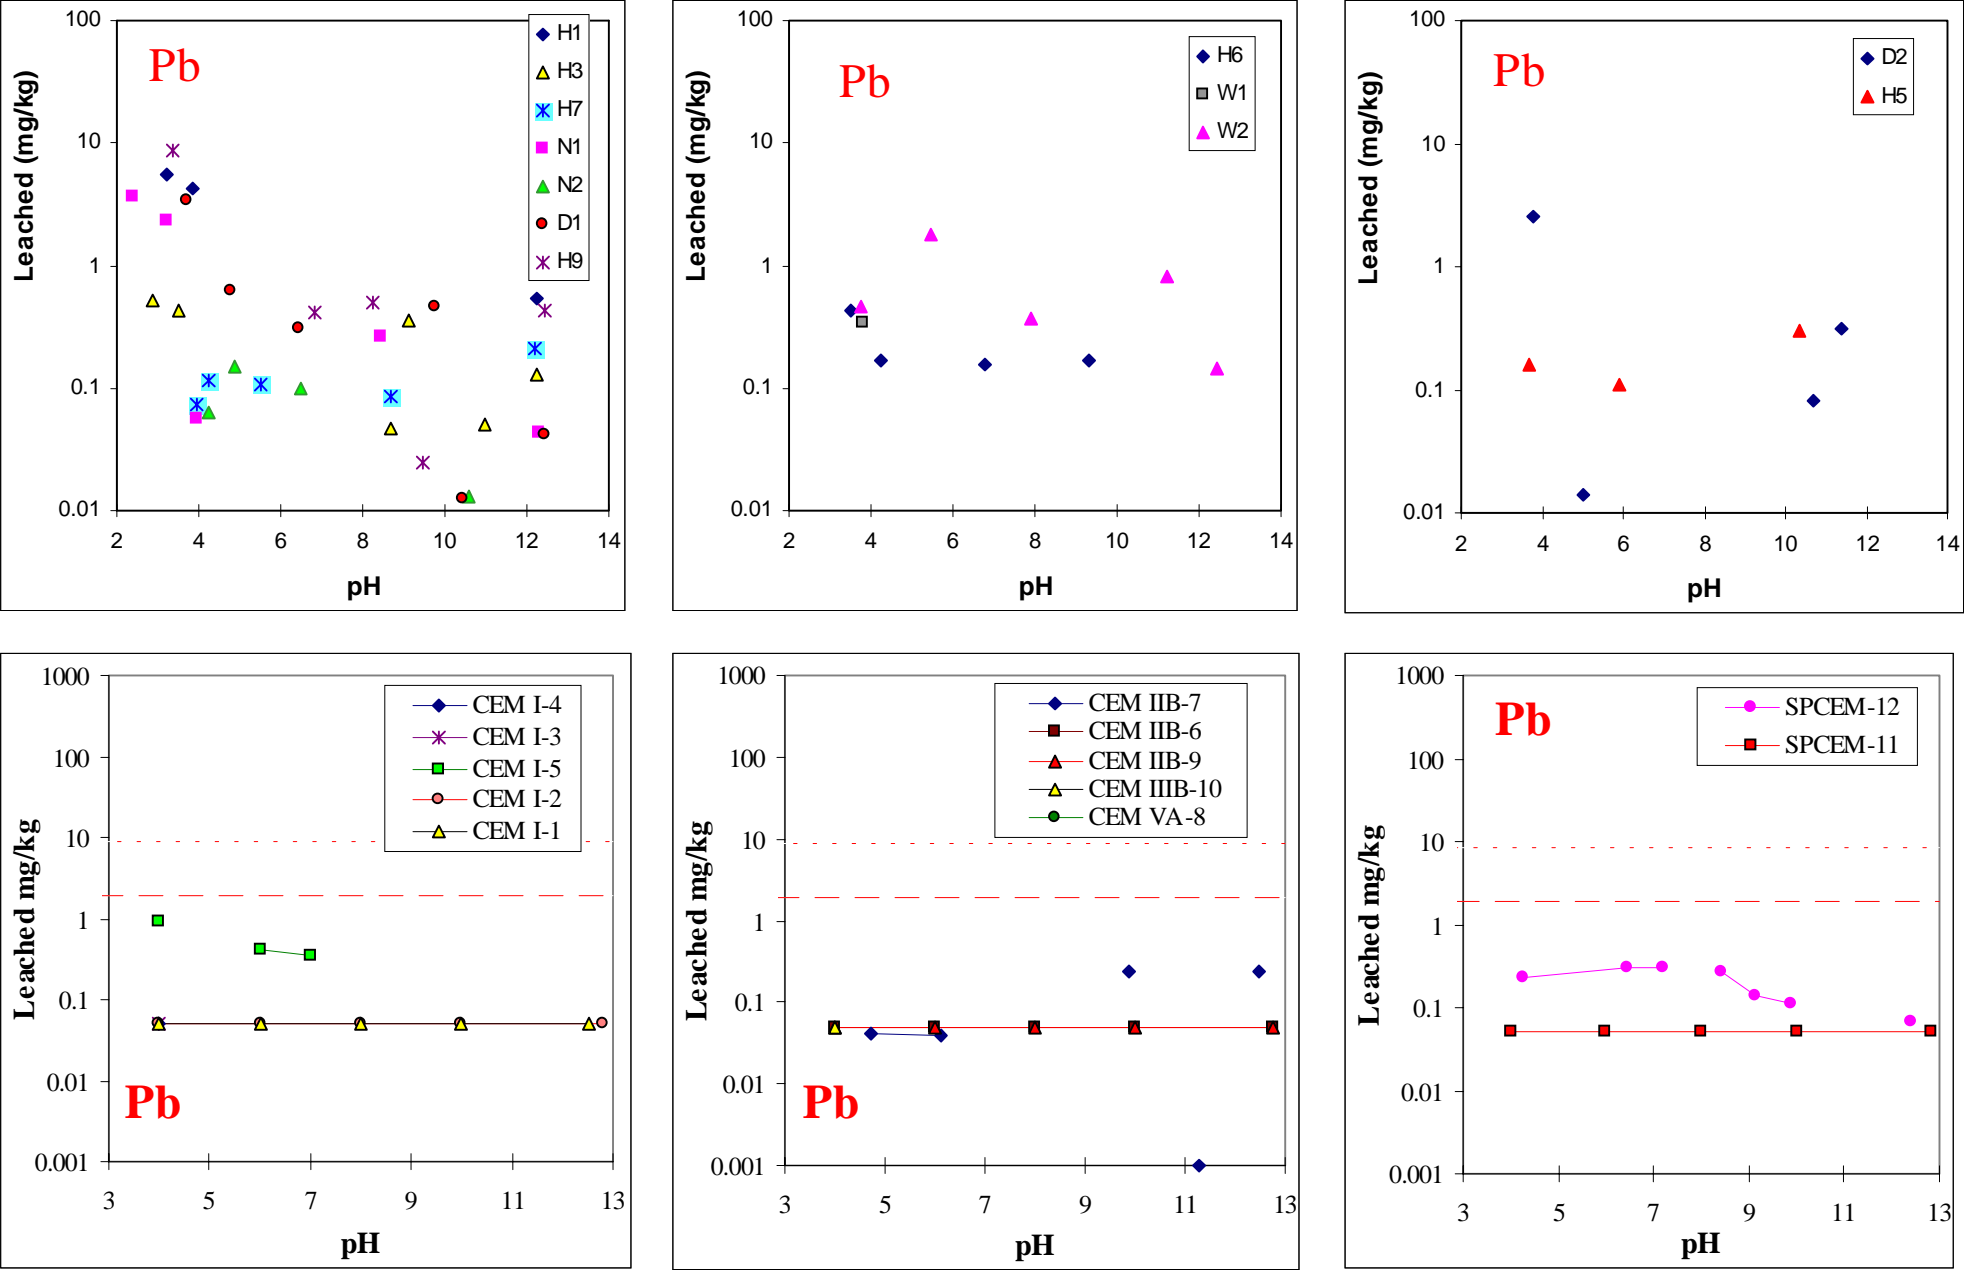 100
10
1
0.1
0.01
2 4 6 8 10 12 14
pH
Leached (mg/kg)
Pb
H1
H3
H7
N1
N2
D1
H9
100
10
1
0.1
0.01
2 4 6 8 10 12 14
pH
Leached (mg/kg)
Pb
H6
W1
W2
100
10
1
0.1
0.01
2 4 6 8 10 12 14
pH
Leached (mg/kg)
Pb
D2
H5
1000
100
10
1
0.1
0.01
0.001
3 5 7 9 11 13
pH
Leached mg/kg
Pb
CEM I-4
CEM I-3
CEM I-5
CEM I-2
CEM I-1
1000
100
10
1
0.1
0.01
0.001
3 5 7 9 11 13
pH
Leached mg/kg
Pb
CEM IIB-7
CEM IIB-6
CEM IIB-9
CEM IIIB-10
CEM VA-8
1000
100
10
1
0.1
0.01
0.001
3 5 7 9 11 13
pH
Leached mg/kg
Pb
SPCEM-12
SPCEM-11